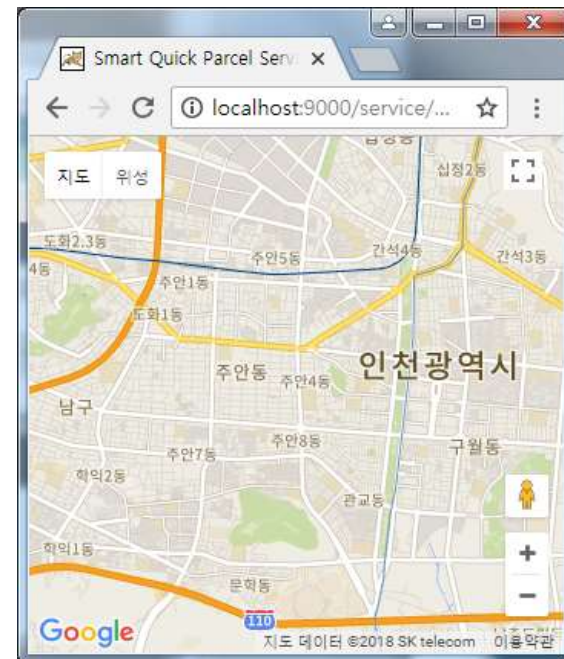 Smart Quick Parcel Serv
localhost:9000/service/...
지도 위성
십정2동
도화2.3동
주안5동
간석4동
간석3동
4동
주안1동
도화1동
인천광역시
주안동
주안4동
남구
주안8동
구월동
주안7동
학익2동
관교동
학익1동
문학동
110
Google
지도 데이터 ©2018 SK telecom 이용약관